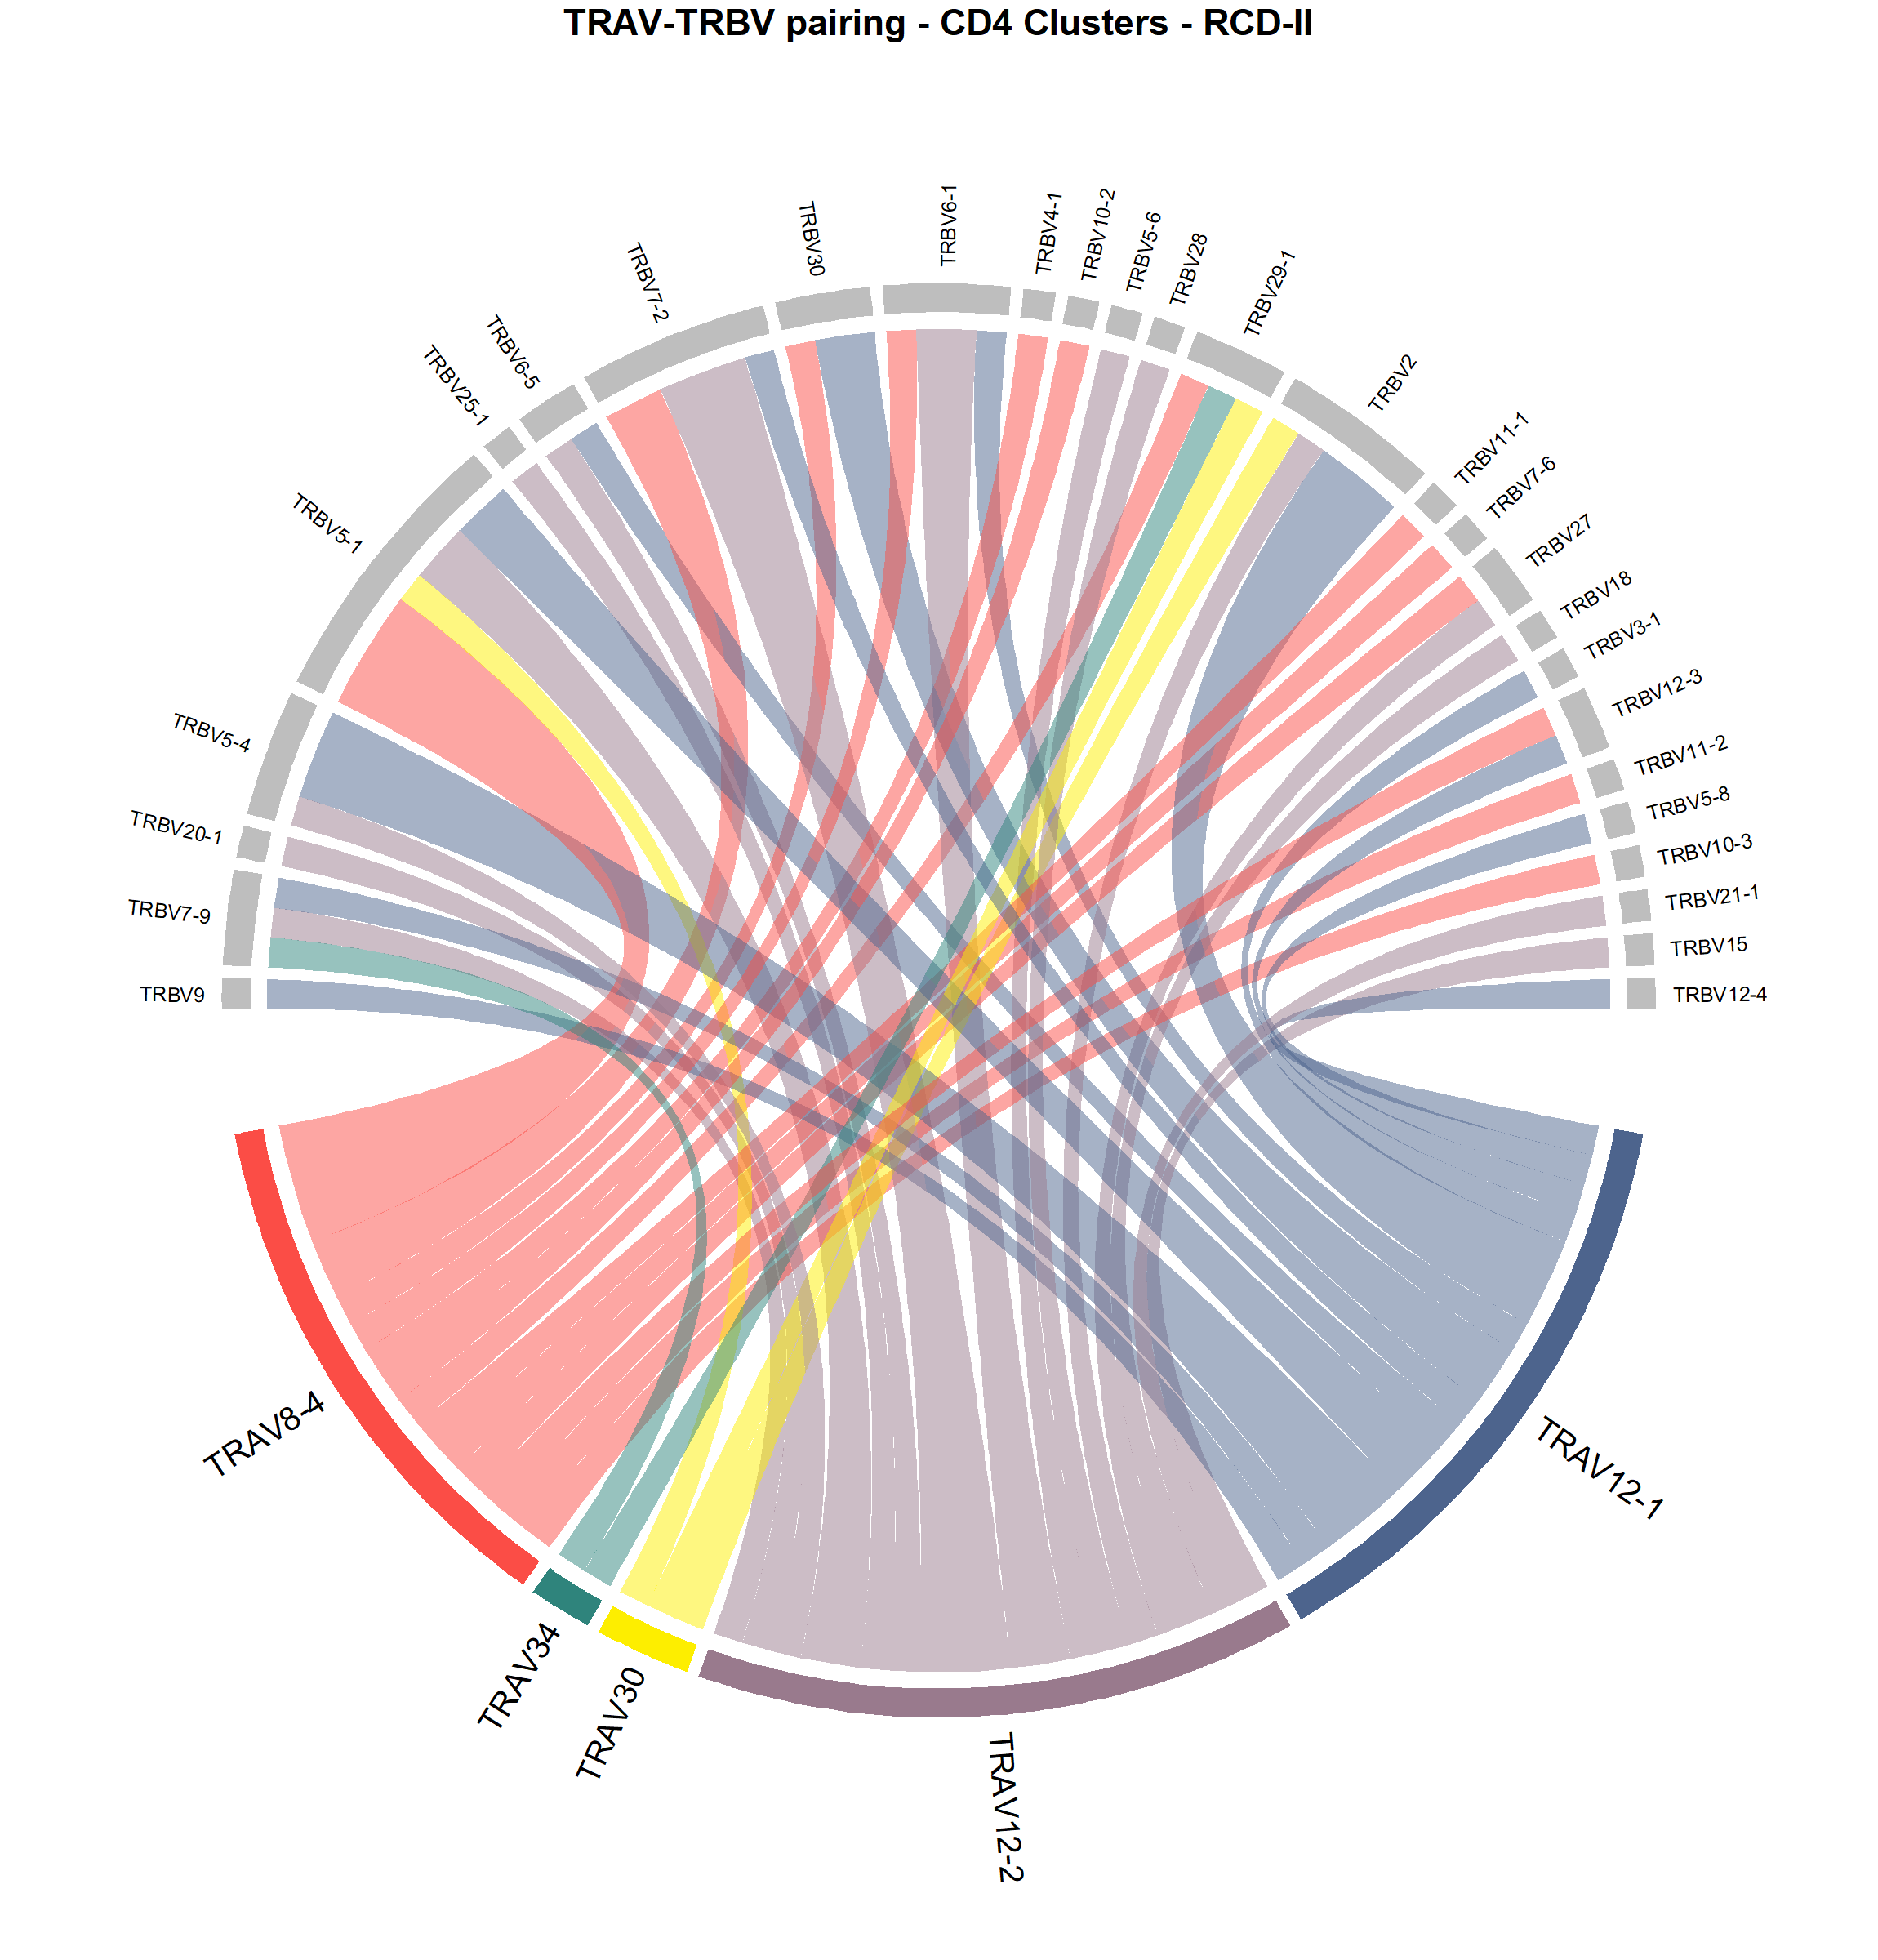 TRAV-TRBV pairing - CD4 Clusters - RCD-II
TRBV9
TRBV7-9
TRBV20-1
TRBV5-4
TRBV5-1
TRBV25-1
TRBV6-5
TRBV7-2
TRBV30
TRBV6-1
TRBV4-1
TRBV10-2
TRBV5-6
TRBV28
TRBV29-1
TRBV2
TRBV11-1
TRBV7-6
TRBV27
TRBV18
TRBV3-1
TRBV12-3
TRBV11-2
TRBV5-8
TRBV10-3
TRBV21-1
TRBV15
TRBV12-4
TRAV12-1
TRAV12-2
TRAV30
TRAV34
TRAV8-4